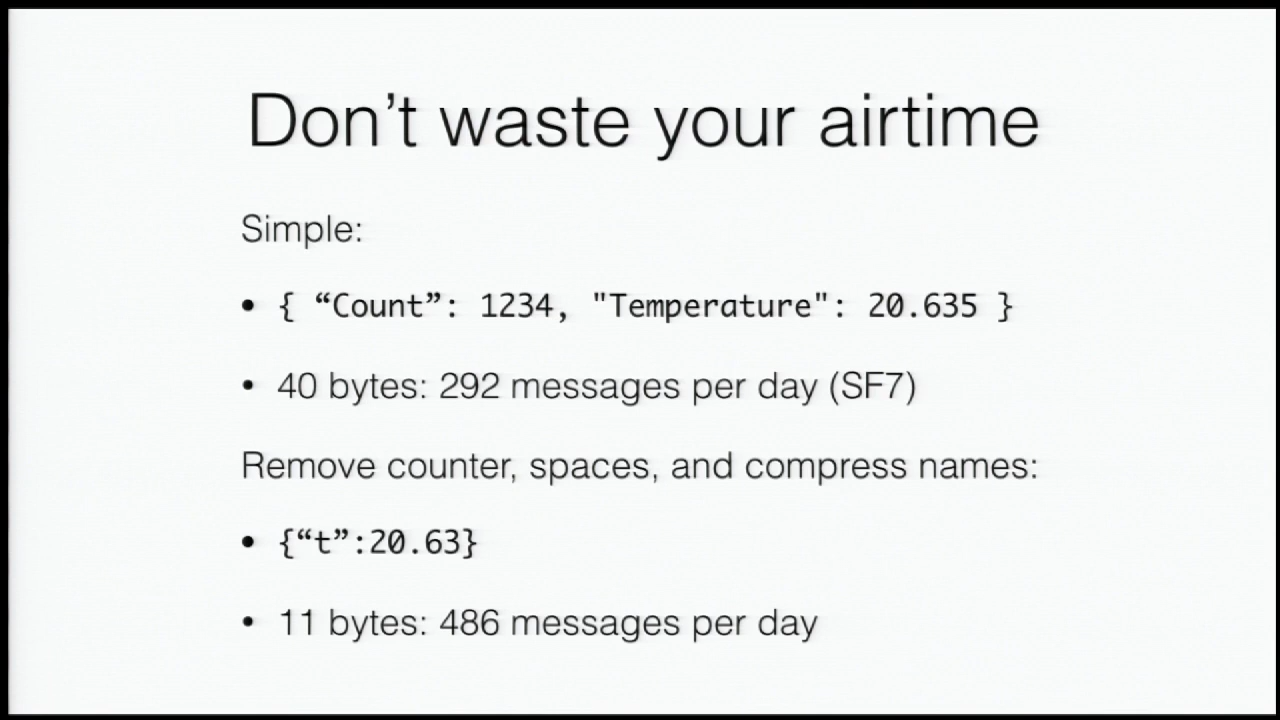 Don’t waste your airtime
Simple:
• { “Count”: 1234, "Temperature": 20.635 }
• 40 bytes: 292 messages per day (SF7)
Remove counter, spaces, and compress names:
• {“t”:20.63}
• 11 bytes: 486 messages per day